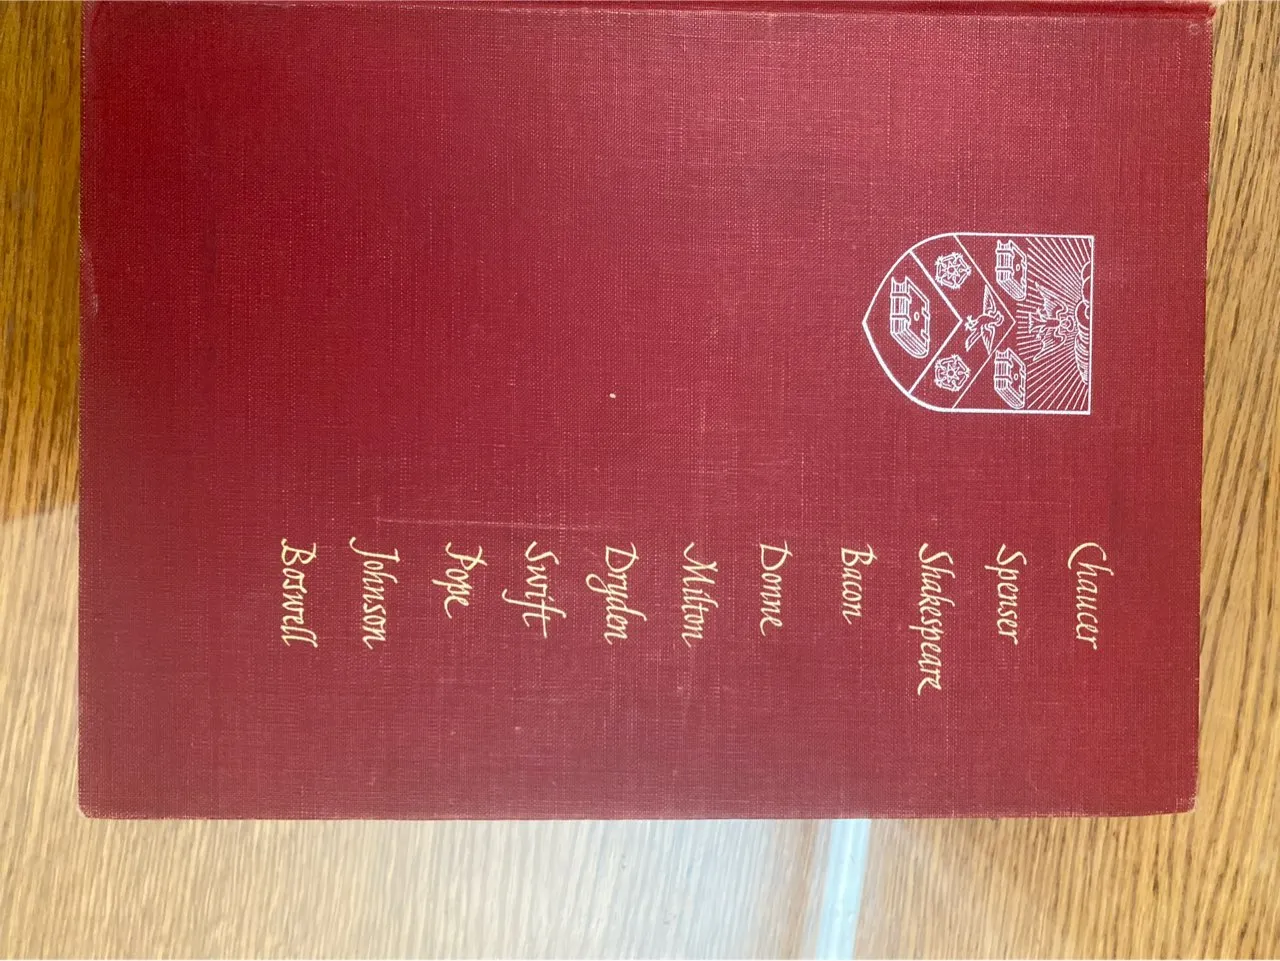 Chaucer
Spenser
Shakespeare
Bacon
Donne
Milton
Dryden
Swift
Pope
Johnson
Boswell